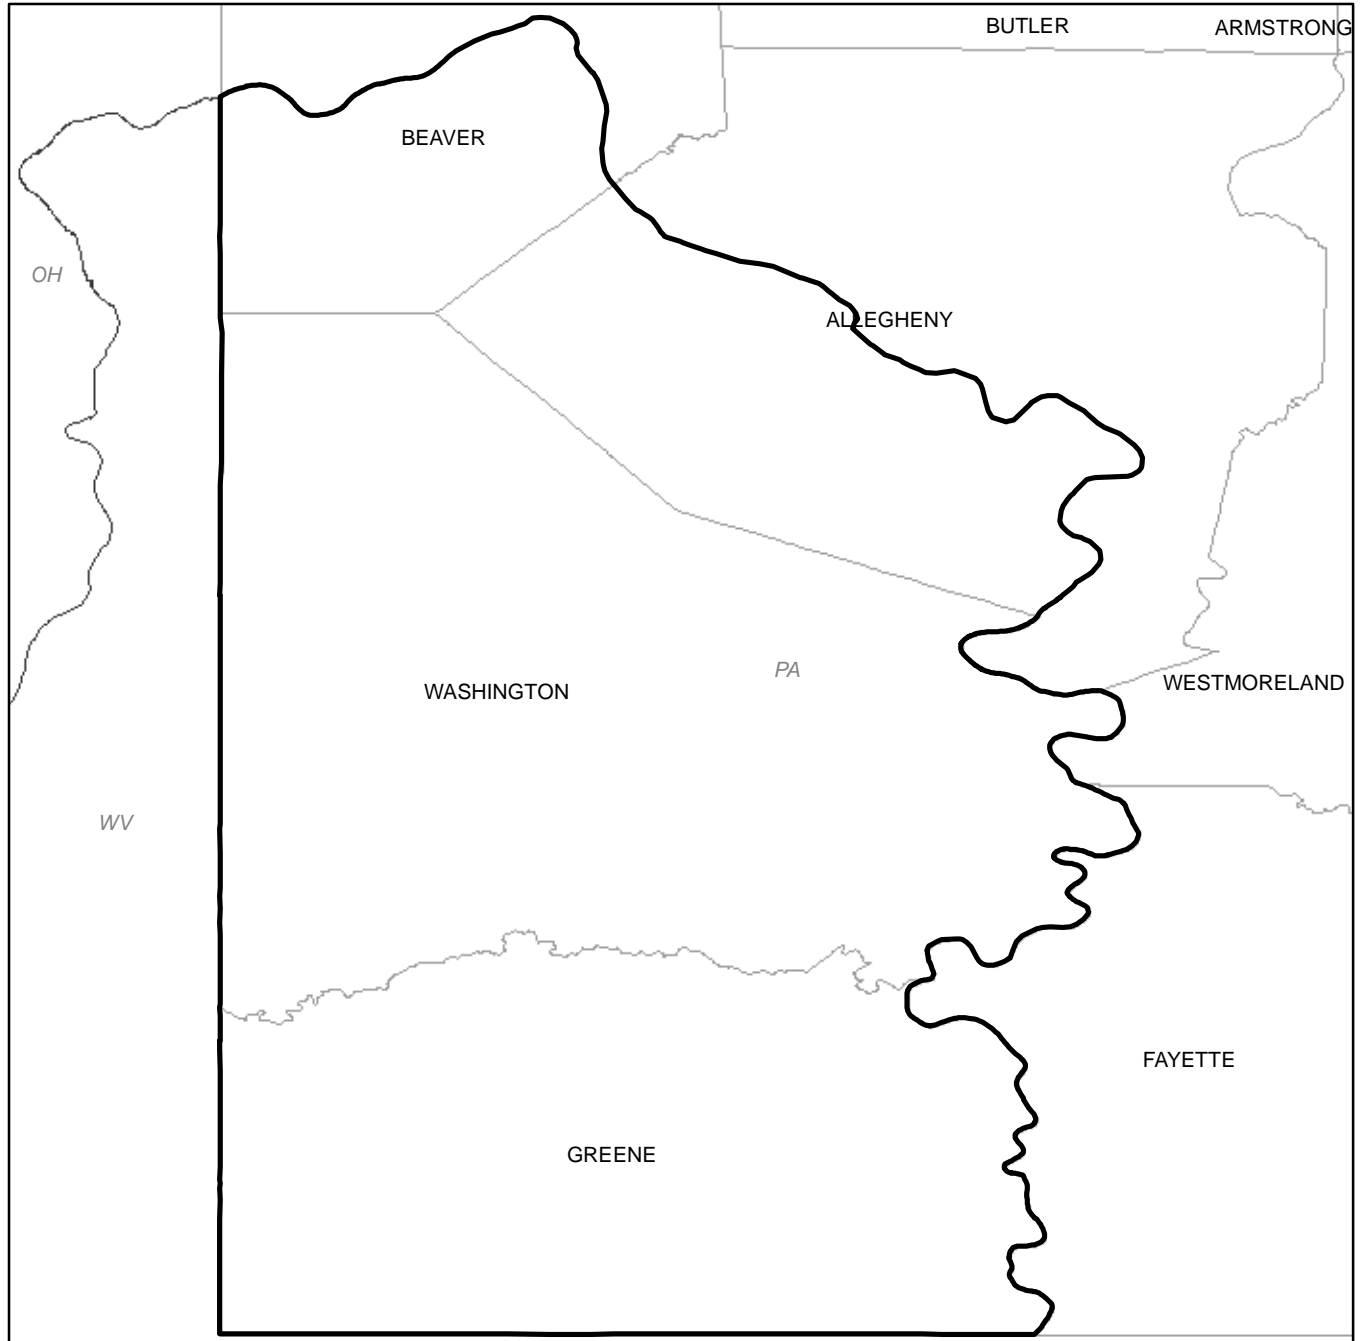 BUTLER
ARMSTRONG
BEAVER
OH
ALLEGHENY
PA
WESTMORELAND
WASHINGTON
WV
FAYETTE
GREENE